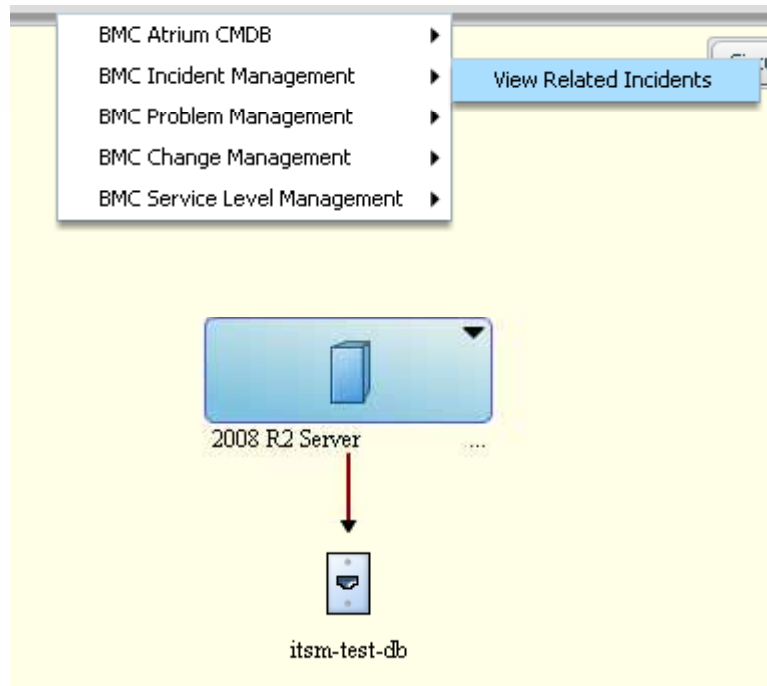 BMC Atrium CMDB
BMC Incident Management
View Related Incidents
BMC Problem Management
BMC Change Management
BMC Service Level Management
2008 R2 Server ...
itsm-test-db